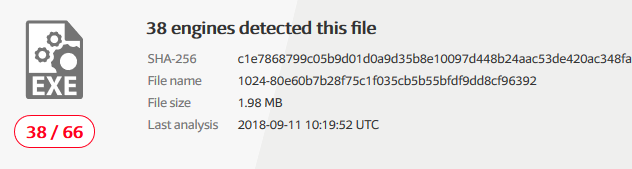 38 engines detected this file
EXE
SHA-256 c1e7868799c05b9d01d0a9d35b8e10097d448b24aac53de420ac348fa
File name 1024-80e60b7b28f75c1f035cb5b55bfdf9dd8cf96392
File size 1.98 MB
38 / 66
Last analysis 2018-09-11 10:19:52 UTC